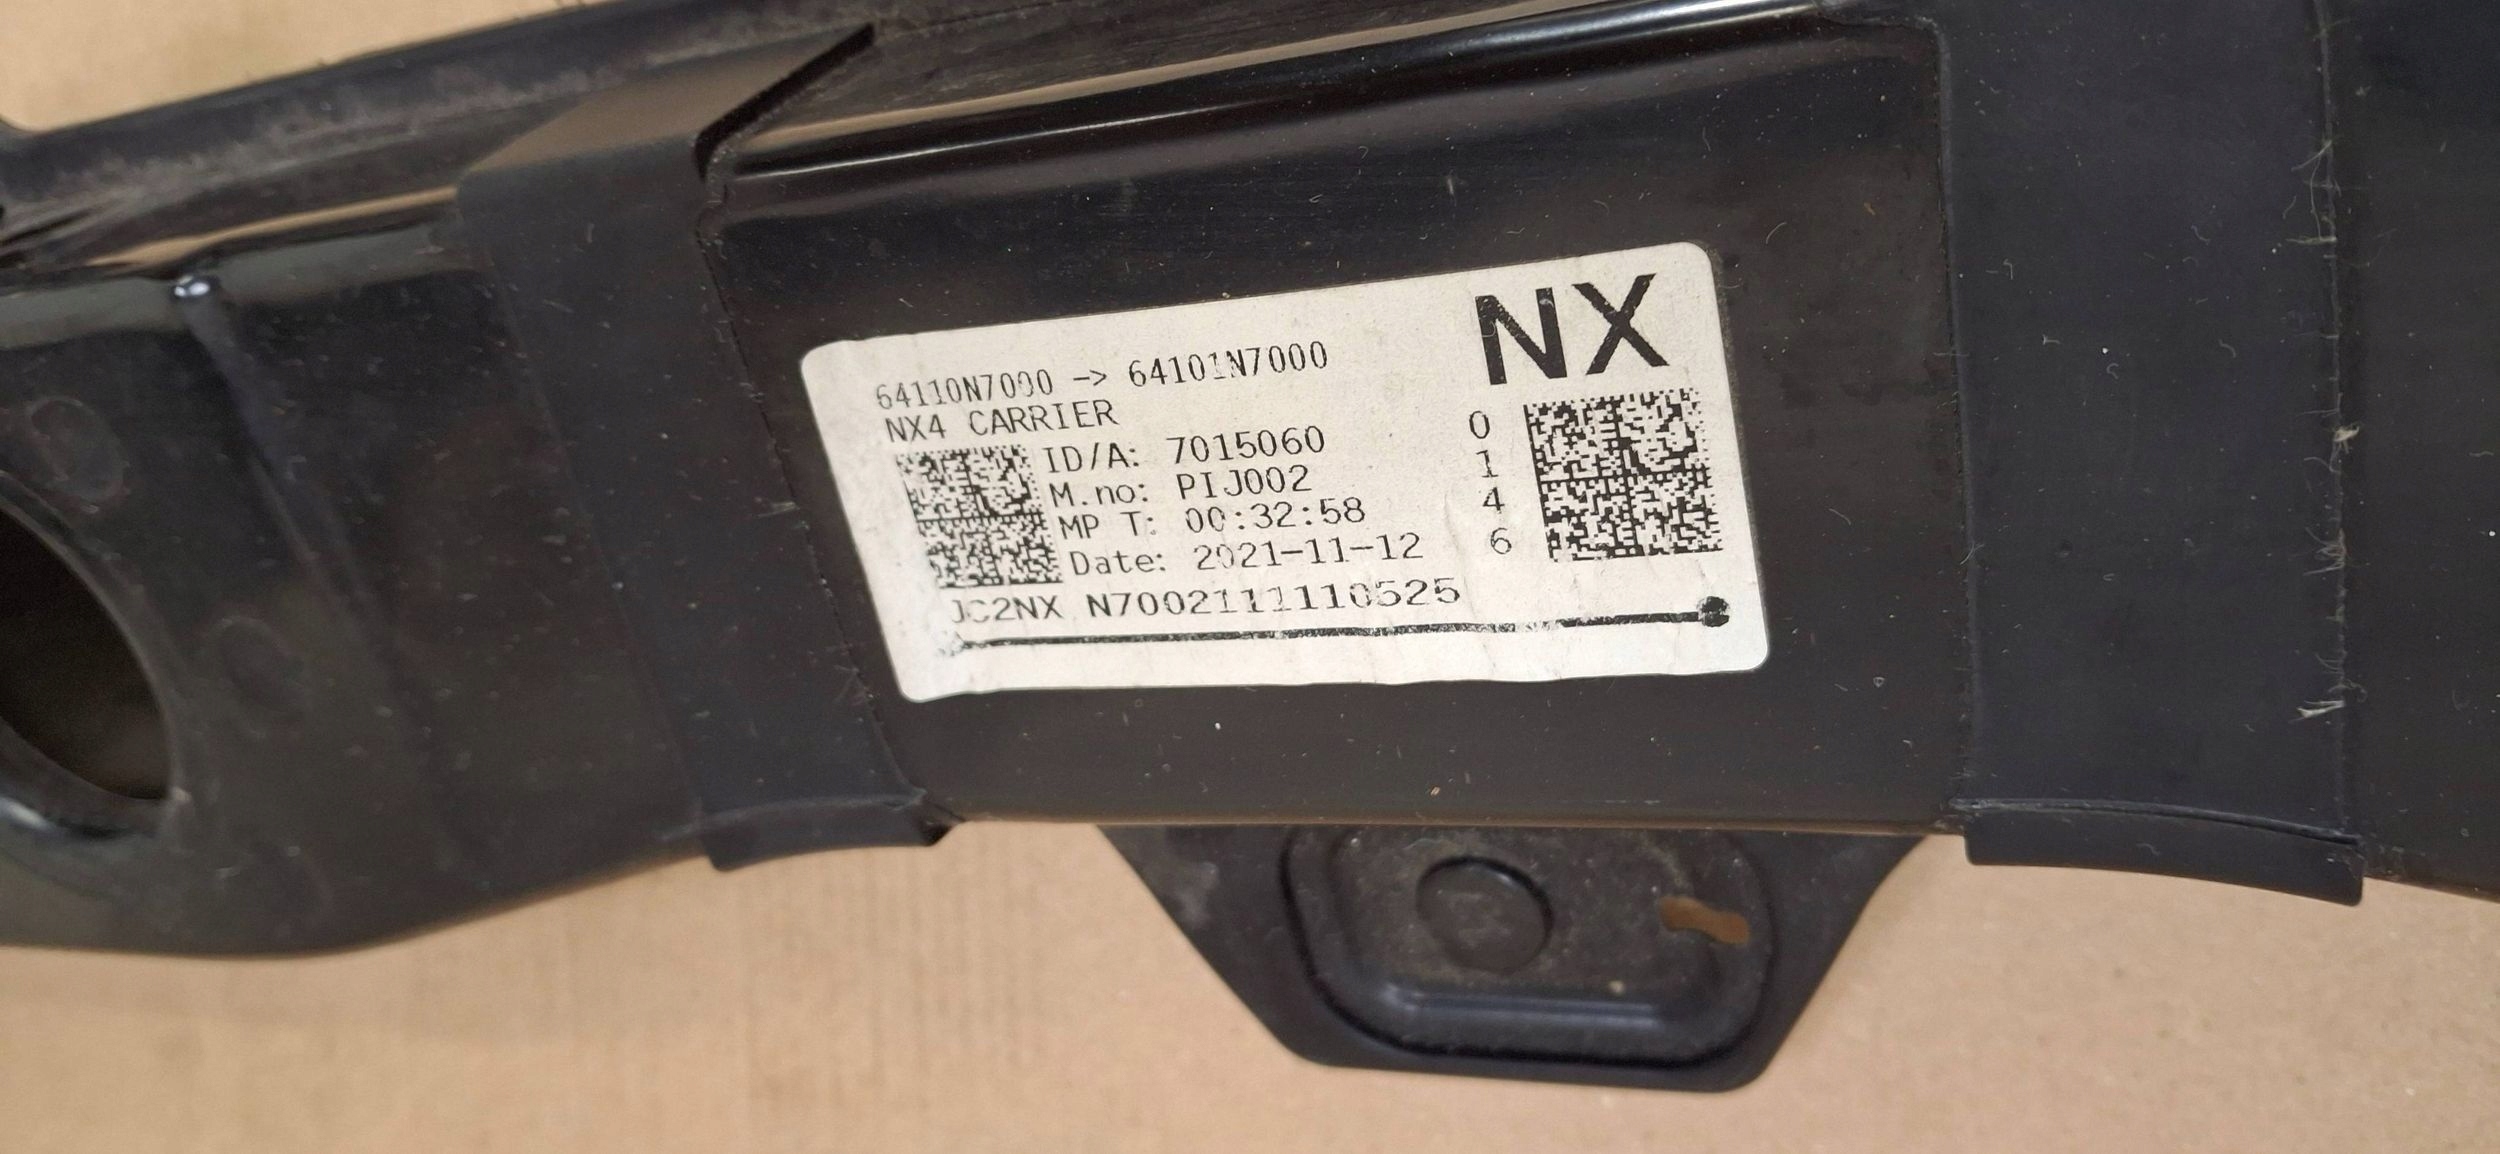 NX
64110N7000 -> 64101N7000
NX4 CARRIER
ID/A: 7015060
M.no: PIJ002
MP T: 00:32:58
Date: 2021-11-12
JC2NX N7002111110525
0
1
4
6